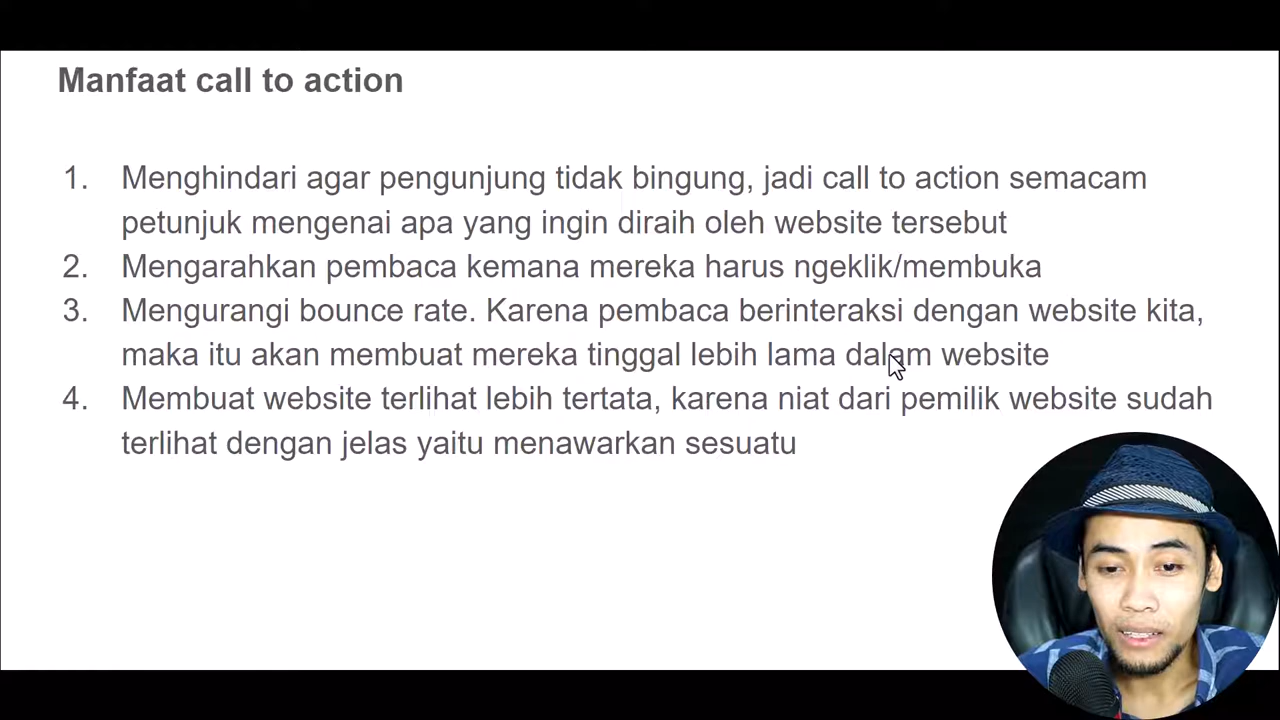 Manfaat call to action
1. Menghindari agar pengunjung tidak bingung, jadi call to action semacam
petunjuk mengenai apa yang ingin diraih oleh website tersebut
2. Mengarahkan pembaca kemana mereka harus ngeklik/membuka
3. Mengurangi bounce rate. Karena pembaca berinteraksi dengan website kita,
maka itu akan membuat mereka tinggal lebih lama dalam website
4. Membuat website terlihat lebih tertata, karena niat dari pemilik website sudah
terlihat dengan jelas yaitu menawarkan sesuatu